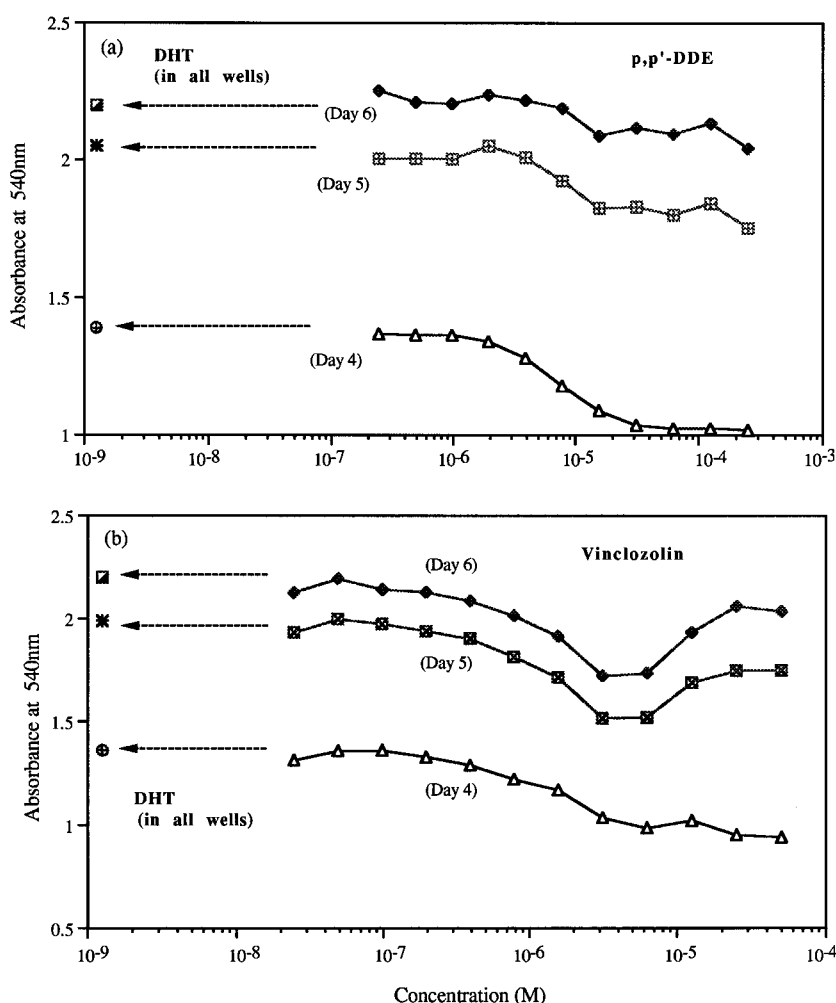 2.5
(a)
DHT
(in all wells)
p,p'-DDE
(Day 6)
2
(Day 5)
Absorbance at 540nm
1.5
(Day 4)
1
10-9
10-8
10-7
10-6
10-5
10-4
10-3
2.5
(b)
(Day 6)
Vinclozolin
2
(Day 5)
Absorbance at 540nm
1.5
DHT
(in all wells)
(Day 4)
1
0.5
10-9
10-8
10-7
10-6
10-5
10-4
Concentration (M)